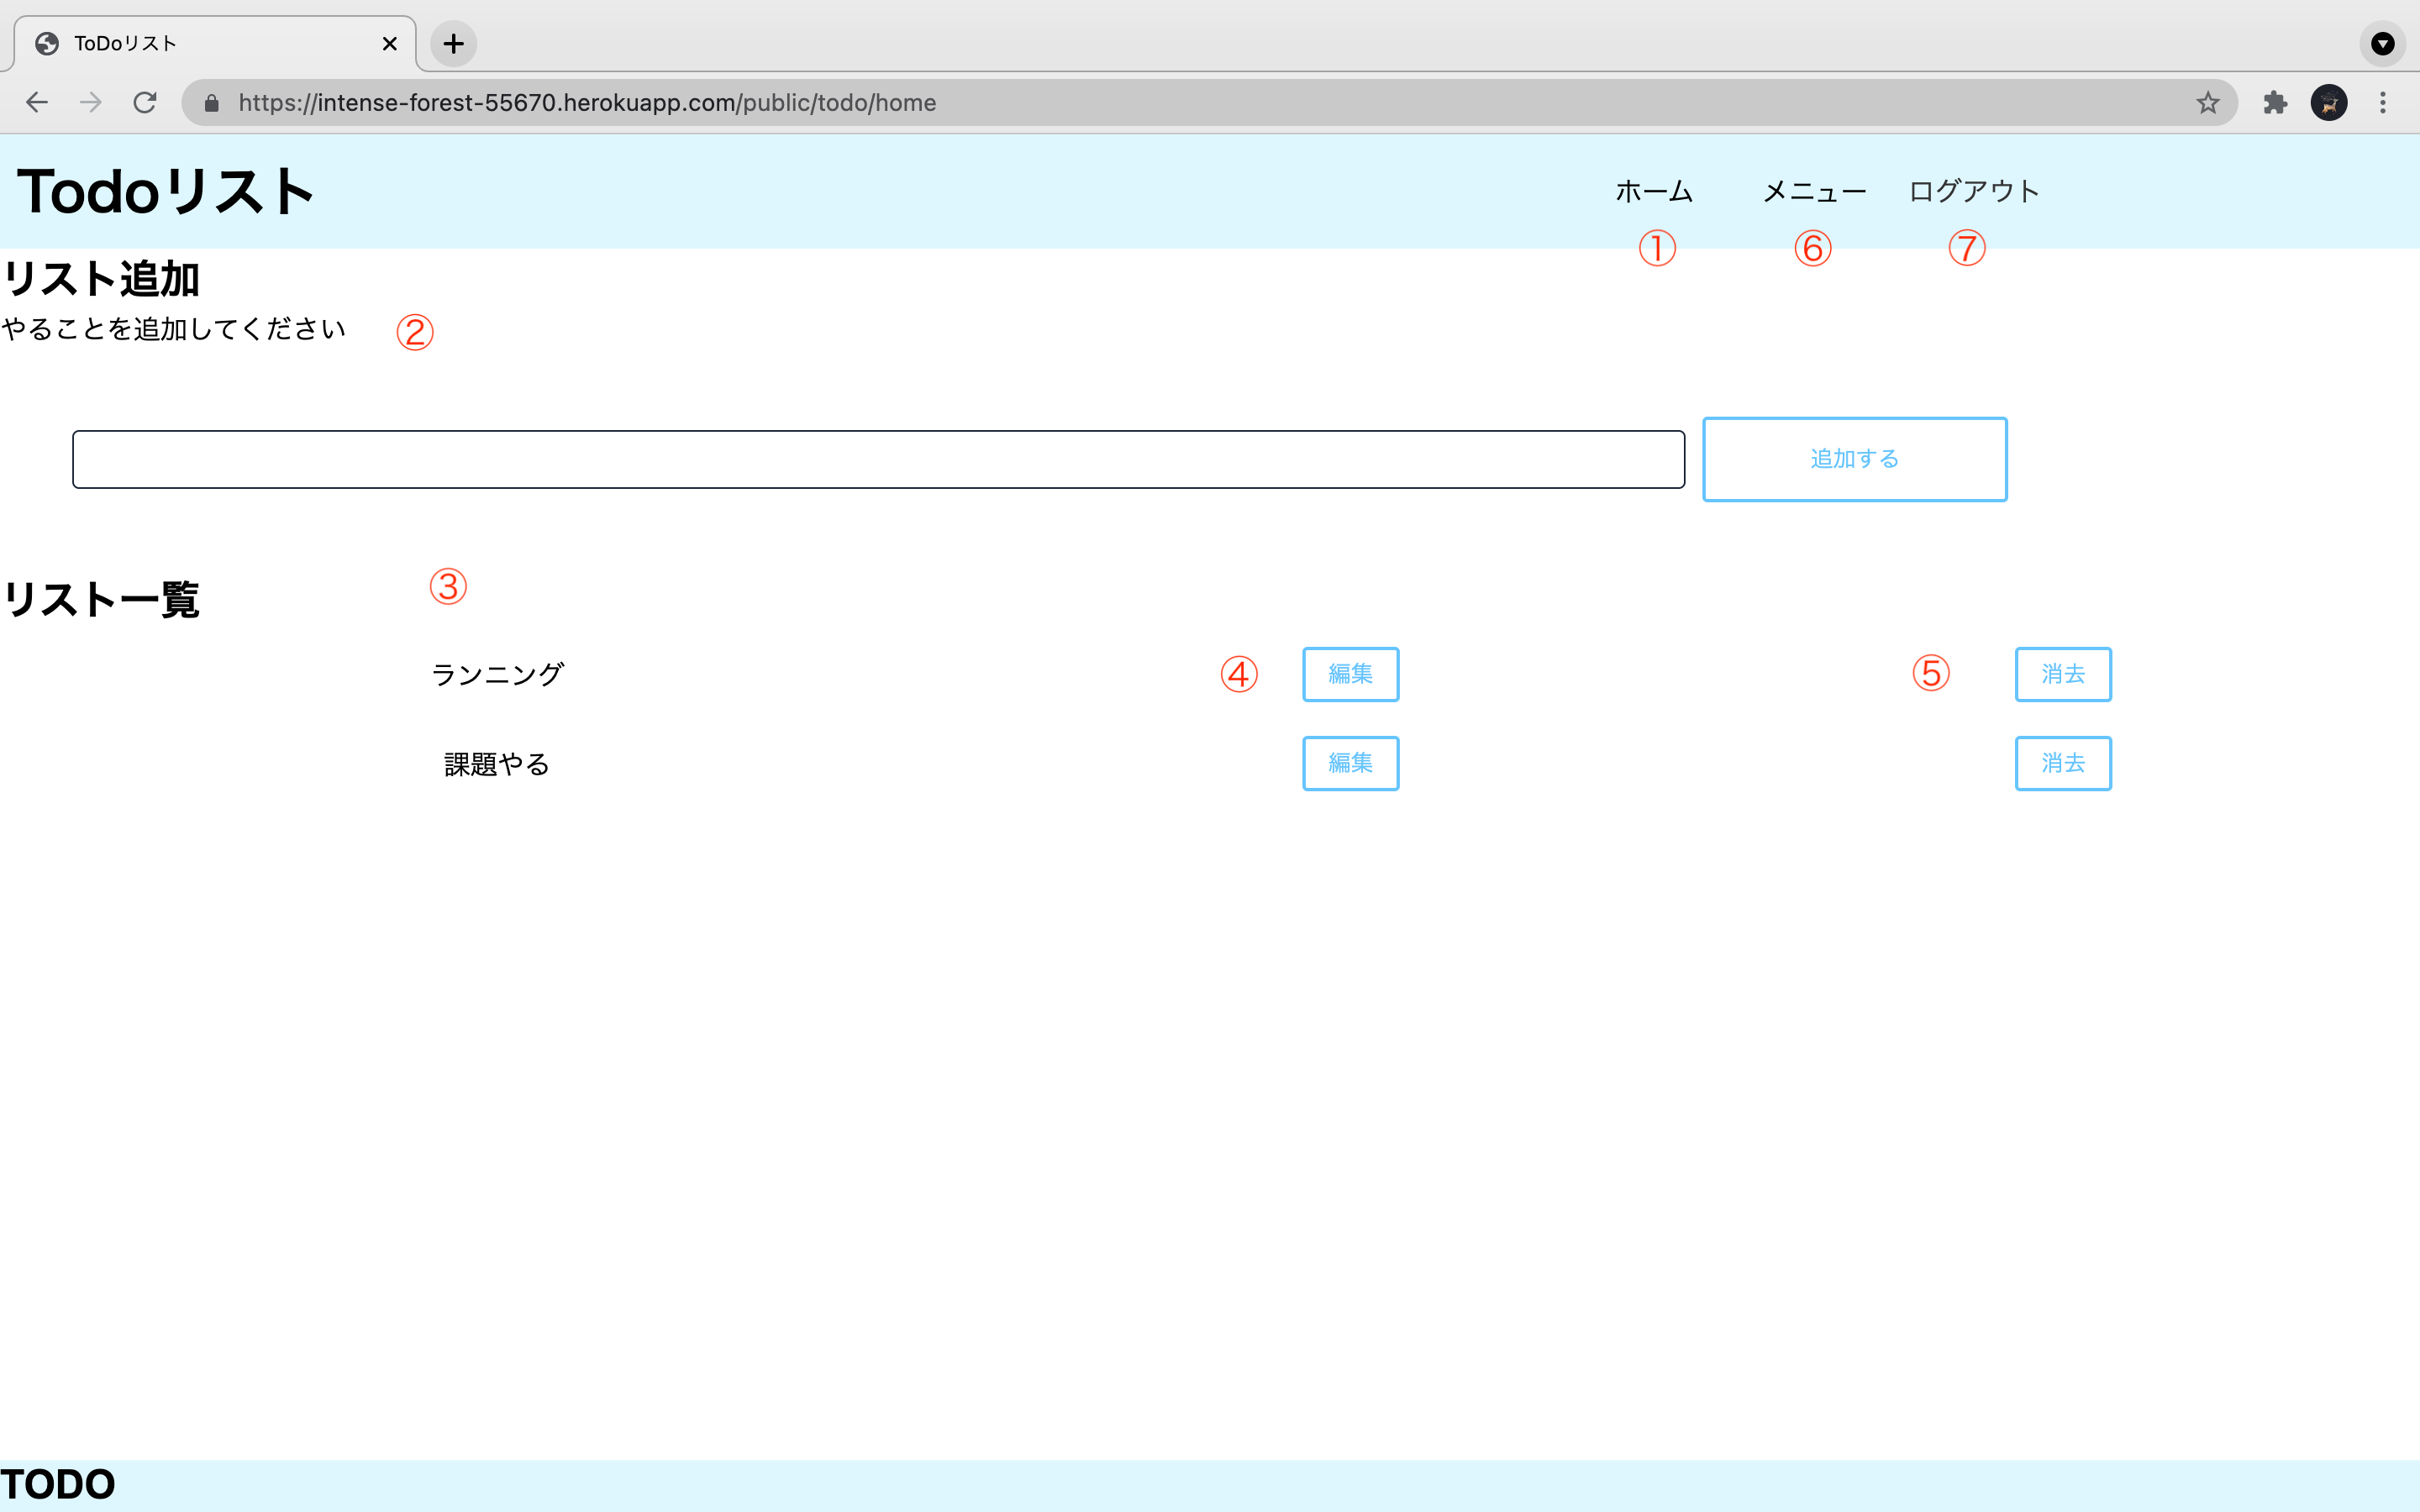 ToDoリスト
https://intense-forest-55670.herokuapp.com/public/todo/home
Todoリスト
ホーム メニュー ログアウト
① ⑥ ⑦
リスト追加
やることを追加してください ②
追加する
リスト一覧 ③
ランニング ④ 編集 ⑤ 消去
課題やる 編集 消去
TODO